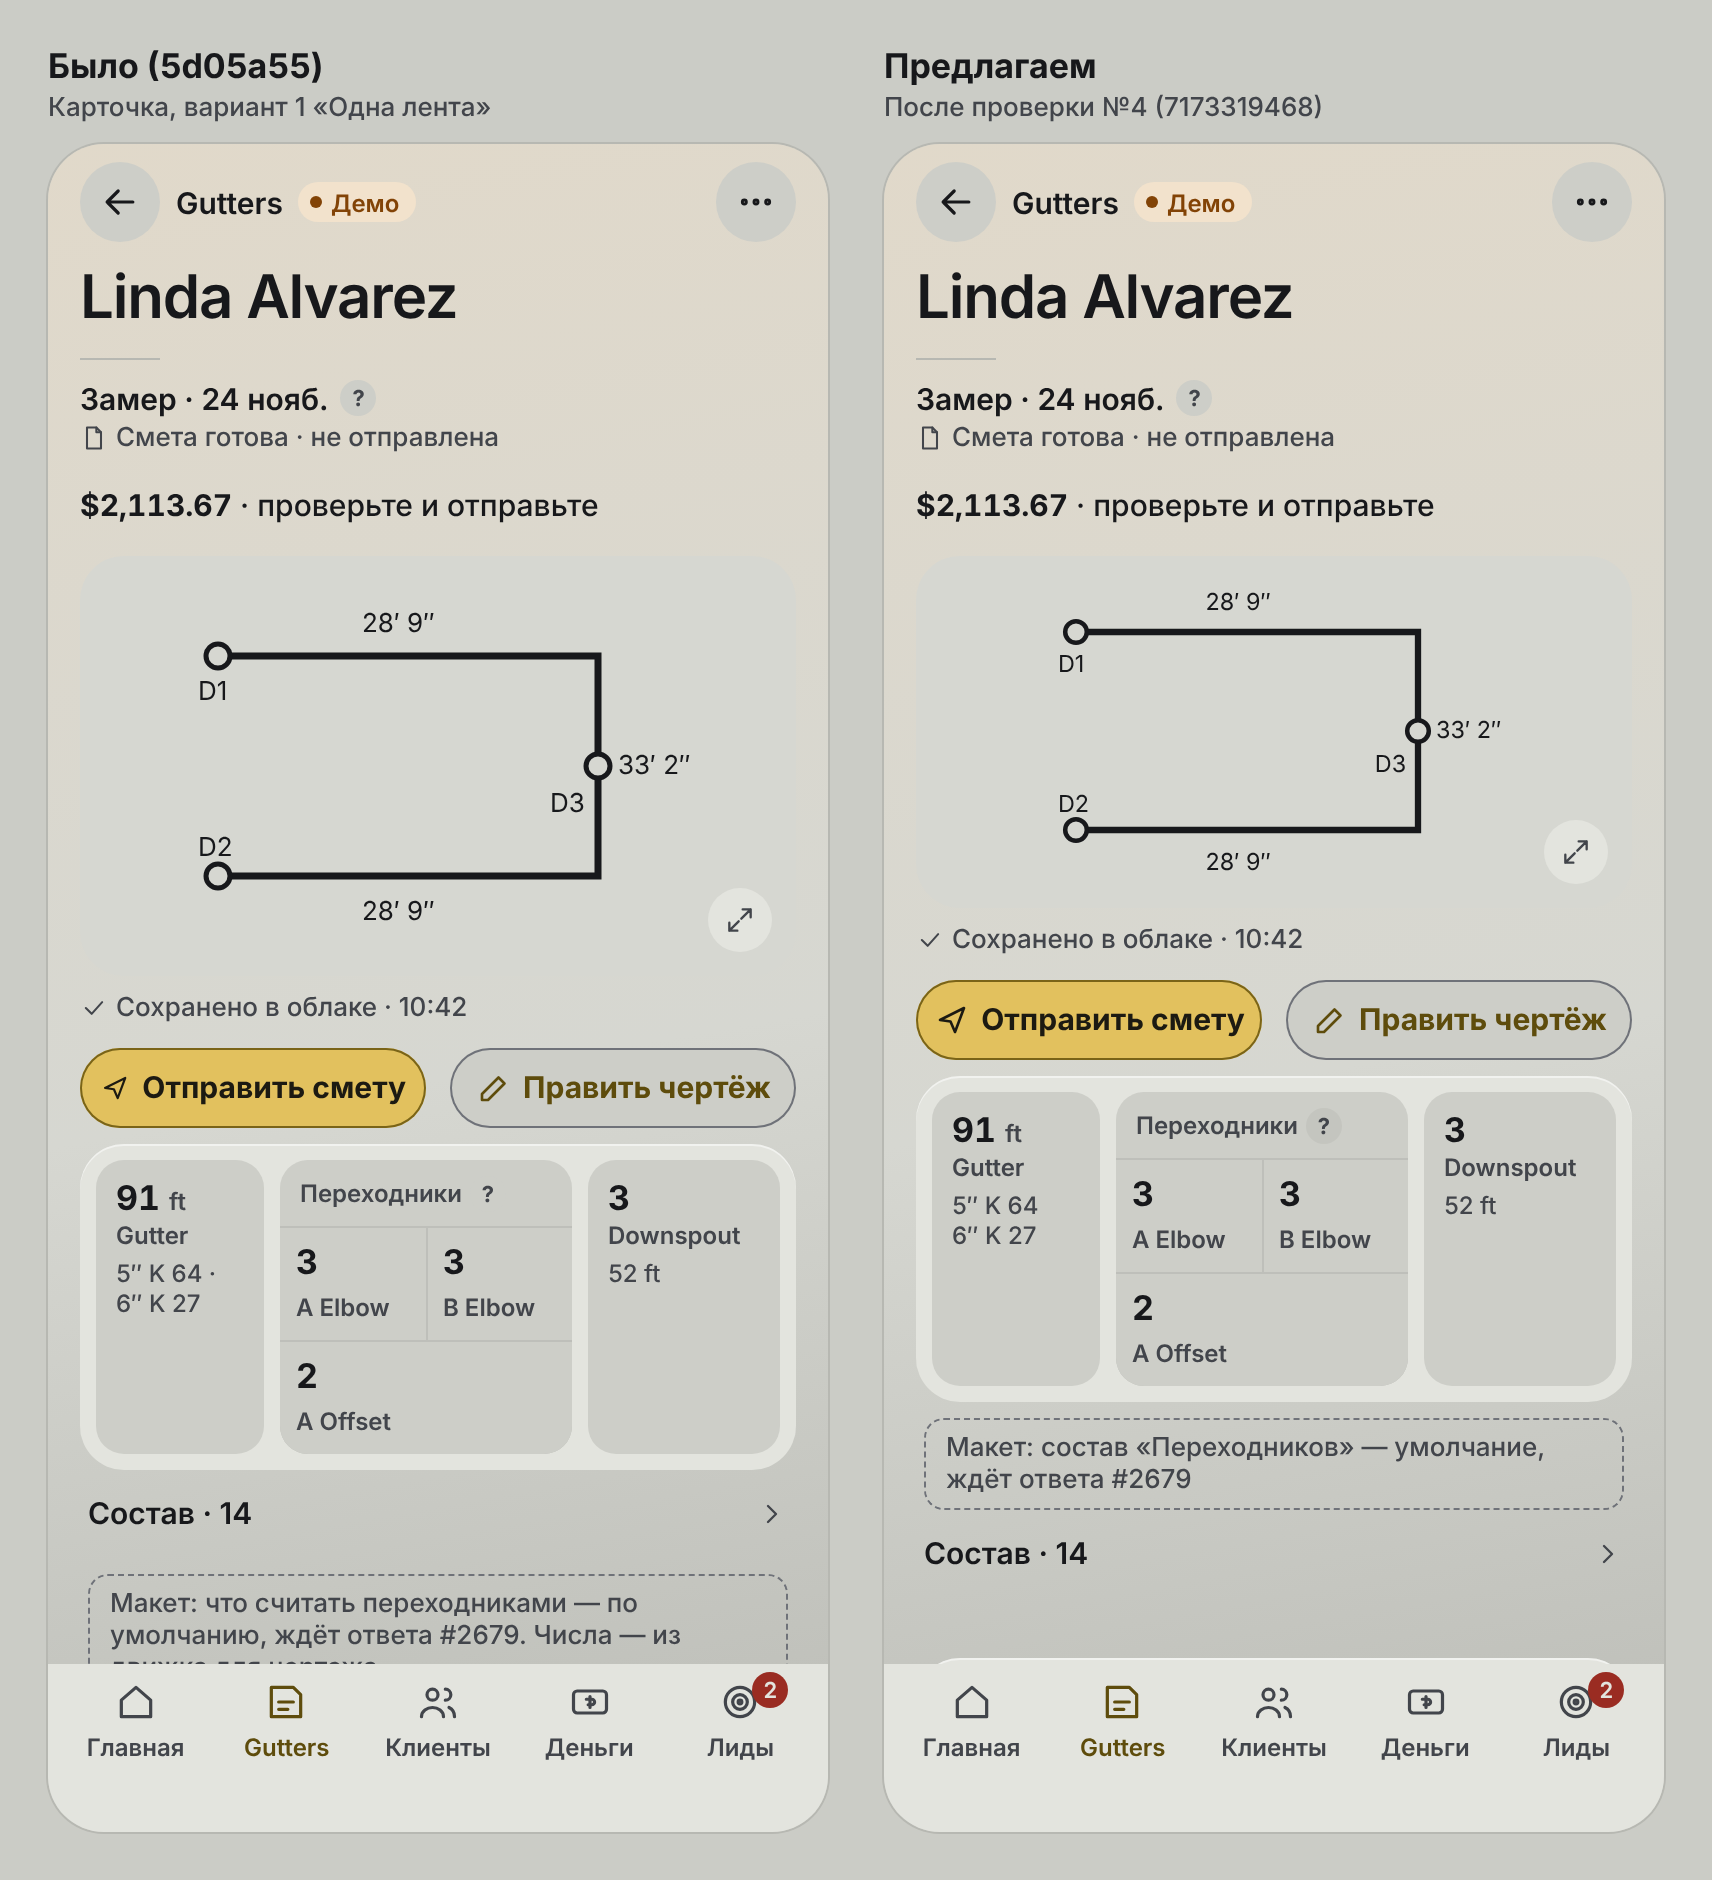 Было (5d05a55)
Карточка, вариант 1 «Одна лента»
Gutters
Демо
Linda Alvarez
Замер · 24 нояб. ?
Смета готова · не отправлена
$2,113.67 · проверьте и отправьте
28′ 9″
D1
33′ 2″
D3
D2
28′ 9″
Сохранено в облаке · 10:42
Отправить смету
Править чертёж
91 ft
Gutter
5″ K 64 ·
6″ K 27
Переходники ?
3
A Elbow
3
B Elbow
2
A Offset
3
Downspout
52 ft
Состав · 14
Макет: что считать переходниками — по
умолчанию, ждёт ответа #2679. Числа — из
Главная
Gutters
Клиенты
Деньги
Лиды
2
Предлагаем
После проверки №4 (7173319468)
Gutters
Демо
Linda Alvarez
Замер · 24 нояб. ?
Смета готова · не отправлена
$2,113.67 · проверьте и отправьте
28′ 9″
D1
33′ 2″
D3
D2
28′ 9″
Сохранено в облаке · 10:42
Отправить смету
Править чертёж
91 ft
Gutter
5″ K 64
6″ K 27
Переходники ?
3
A Elbow
3
B Elbow
2
A Offset
3
Downspout
52 ft
Макет: состав «Переходников» — умолчание,
ждёт ответа #2679
Состав · 14
Главная
Gutters
Клиенты
Деньги
Лиды
2